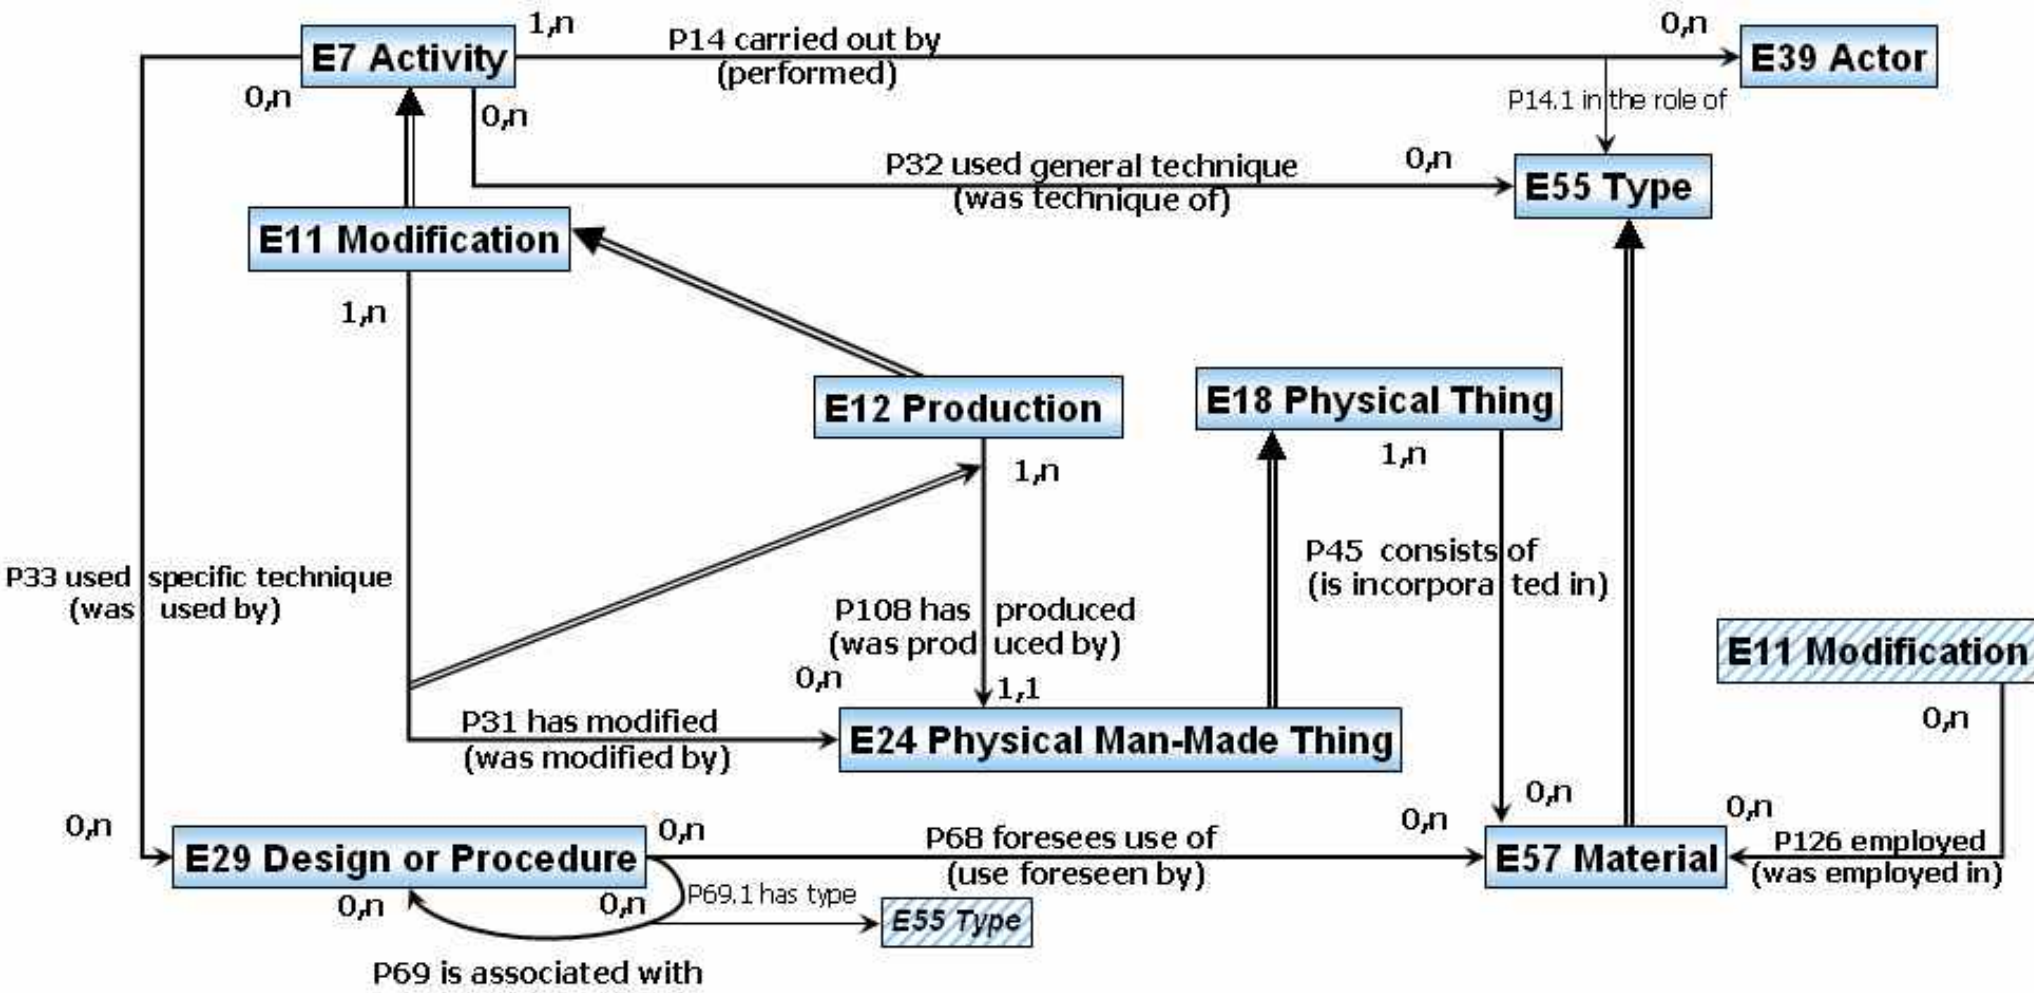 1,n
0,n
E7 Activity
P14 carried out by
(performed)
E39 Actor
0,n
0,n
P14.1 in the role of
P32 used general technique
(was technique of)
0,n
E55 Type
E11 Modification
1,n
E12 Production
E18 Physical Thing
1,n
1,n
P33 used specific technique
(was used by)
P45 consists of
(is incorporated in)
P108 has produced
(was produced by)
E11 Modification
0,n
1,1
0,n
P31 has modified
(was modified by)
E24 Physical Man-Made Thing
0,n
0,n
0,n
0,n
0,n
E29 Design or Procedure
P68 foresees use of
(use foreseen by)
E57 Material
P126 employed
(was employed in)
0,n
0,n
P69.1 has type
E55 Type
P69 is associated with